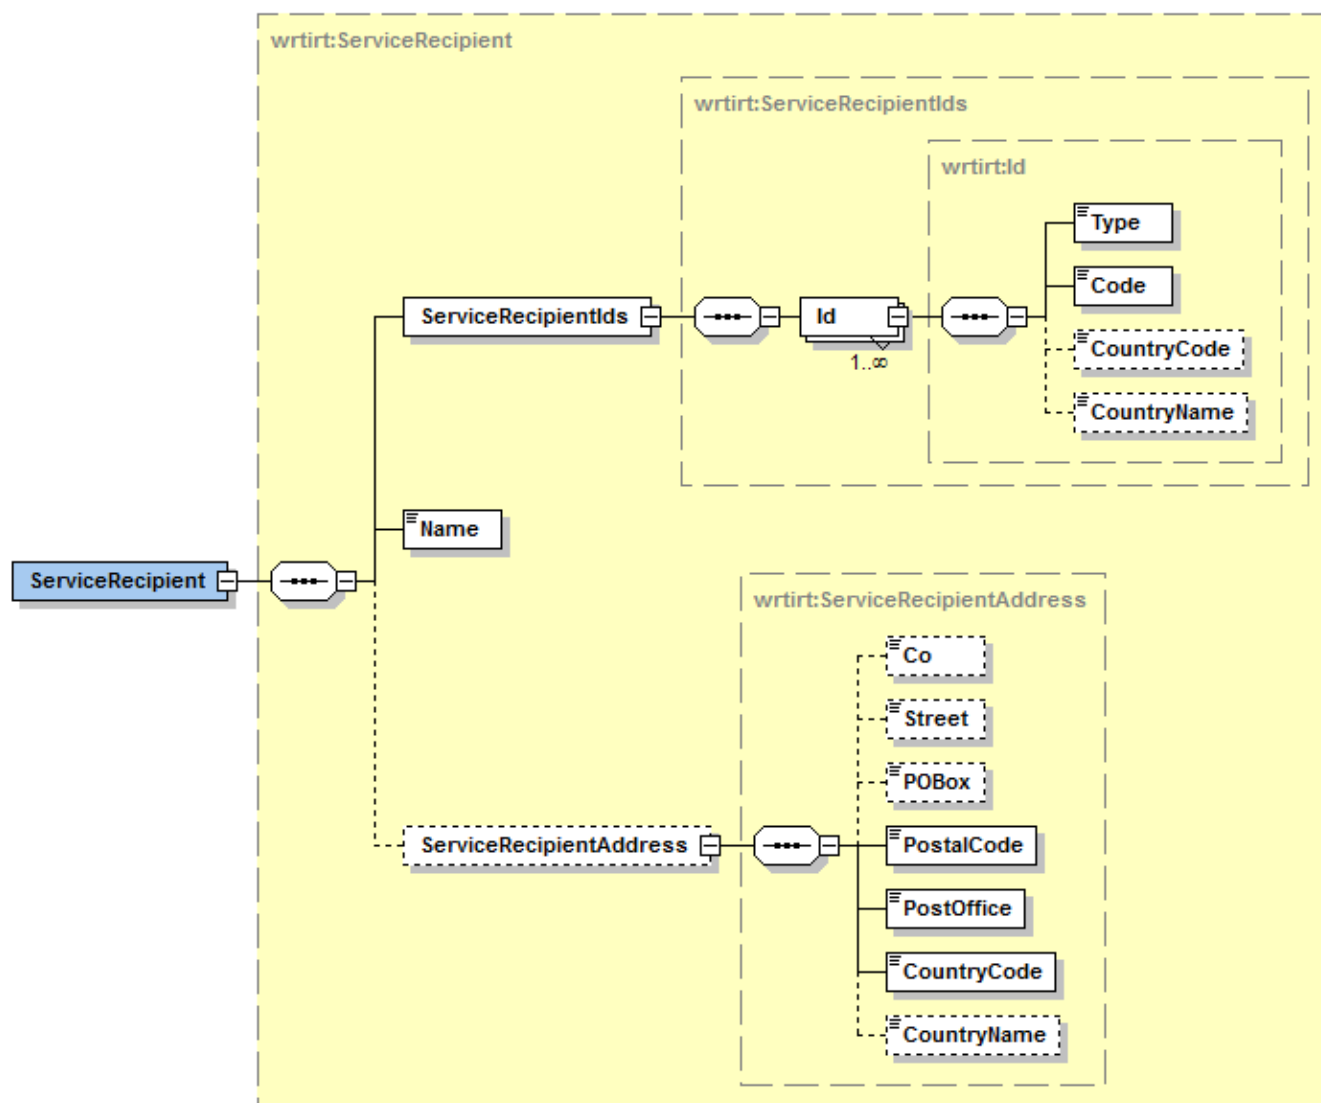 wrtirt:ServiceRecipient
wrtirt:ServiceRecipientIds
wrtirt:Id
Type
Code
ServiceRecipientIds
Id
1..∞
CountryCode
CountryName
Name
ServiceRecipient
wrtirt:ServiceRecipientAddress
Co
Street
POBox
ServiceRecipientAddress
PostalCode
PostOffice
CountryCode
CountryName